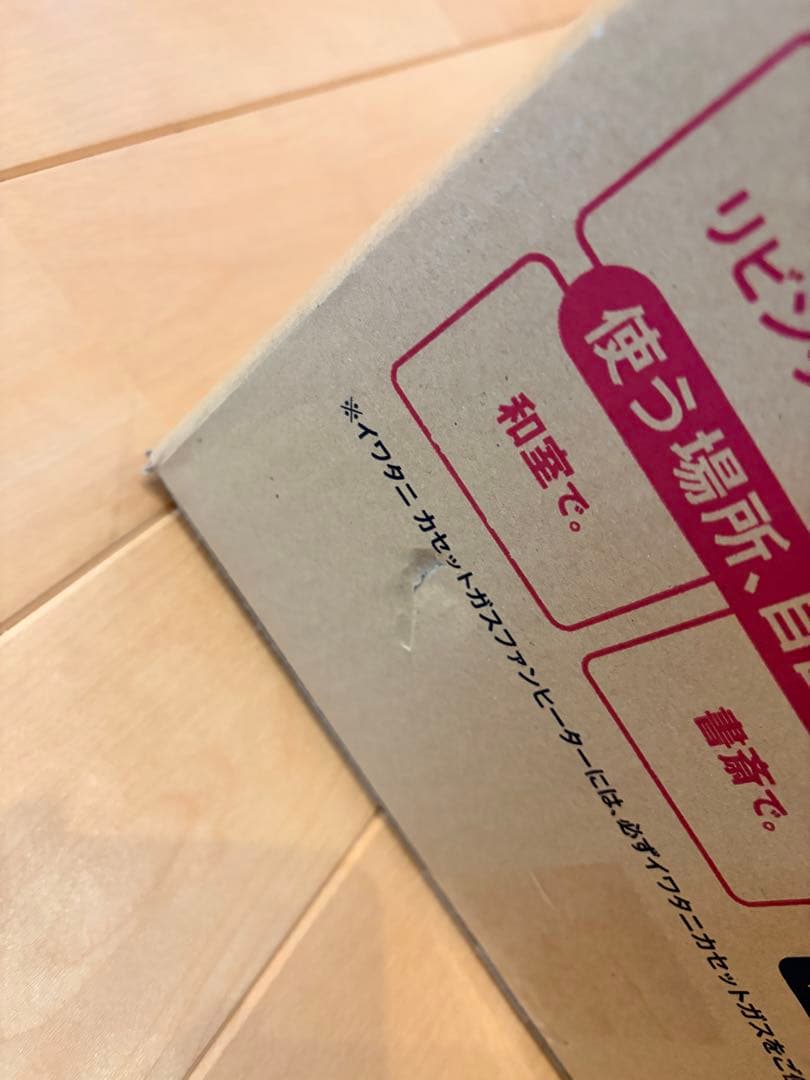 リビン
使う場所、自
和室で。
書斎で。
※イワタニ カセットガスファンヒーターには、必ずイワタニカセットガスをご